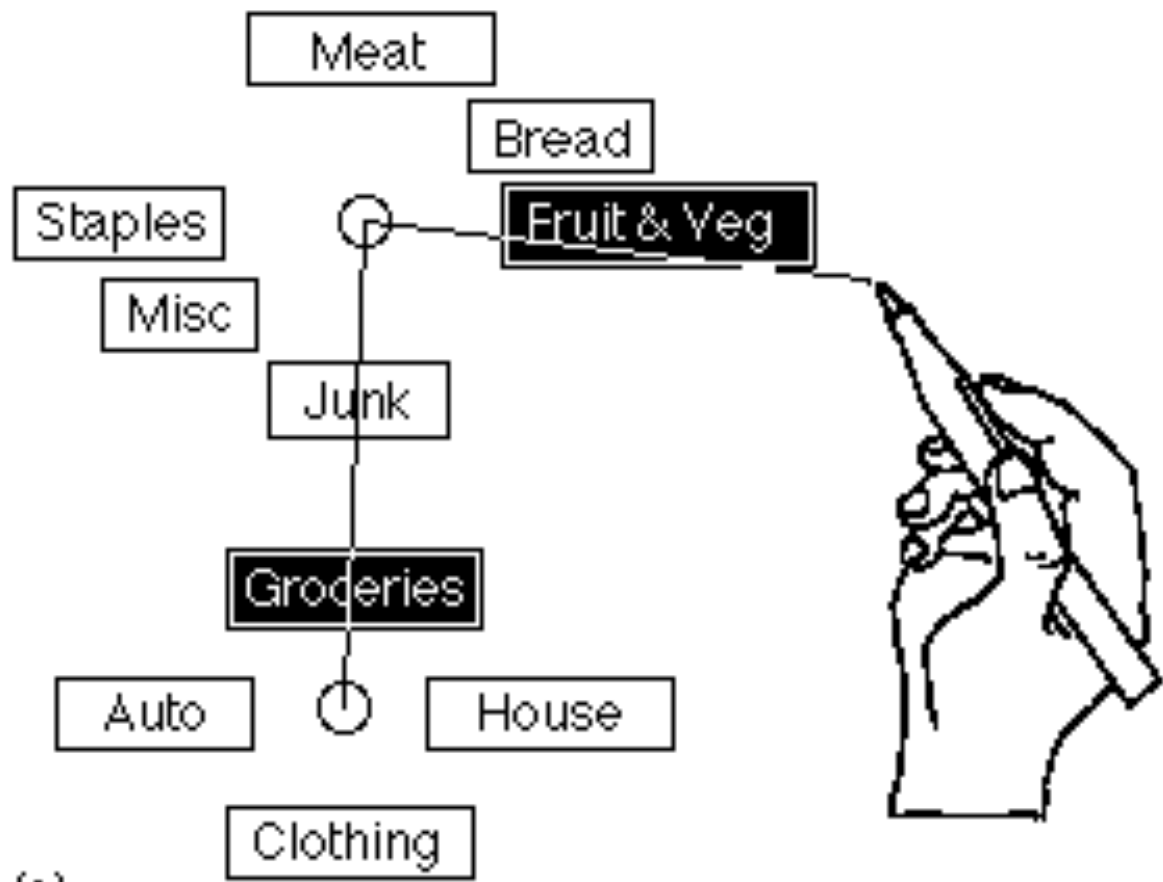 Meat
Bread
Staples
Fruit & Veg
Misc
Junk
Groceries
Auto
House
Clothing